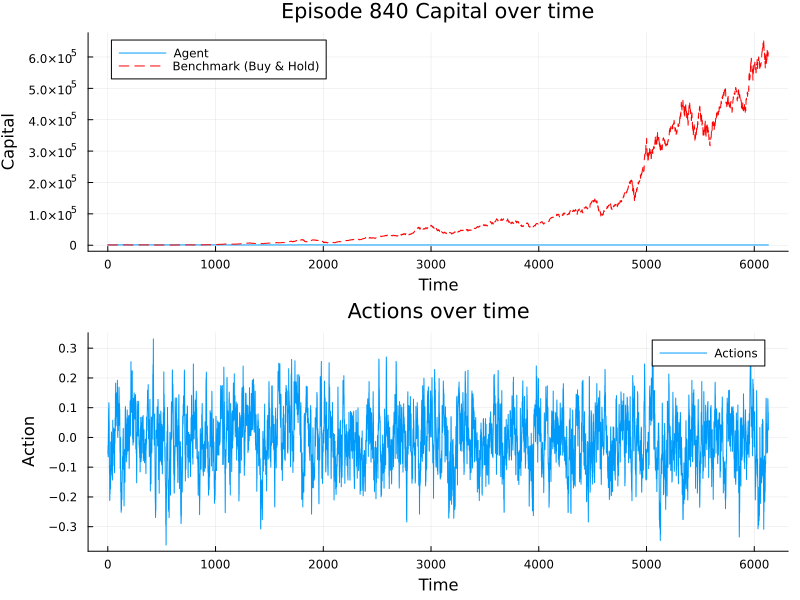 Episode 840 Capital over time
Agent
Benchmark (Buy & Hold)
6.0×10⁵
5.0×10⁵
4.0×10⁵
3.0×10⁵
2.0×10⁵
1.0×10⁵
0
Capital
0 1000 2000 3000 4000 5000 6000
Time
Actions over time
Actions
0.3
0.2
0.1
0.0
−0.1
−0.2
−0.3
Action
0 1000 2000 3000 4000 5000 6000
Time